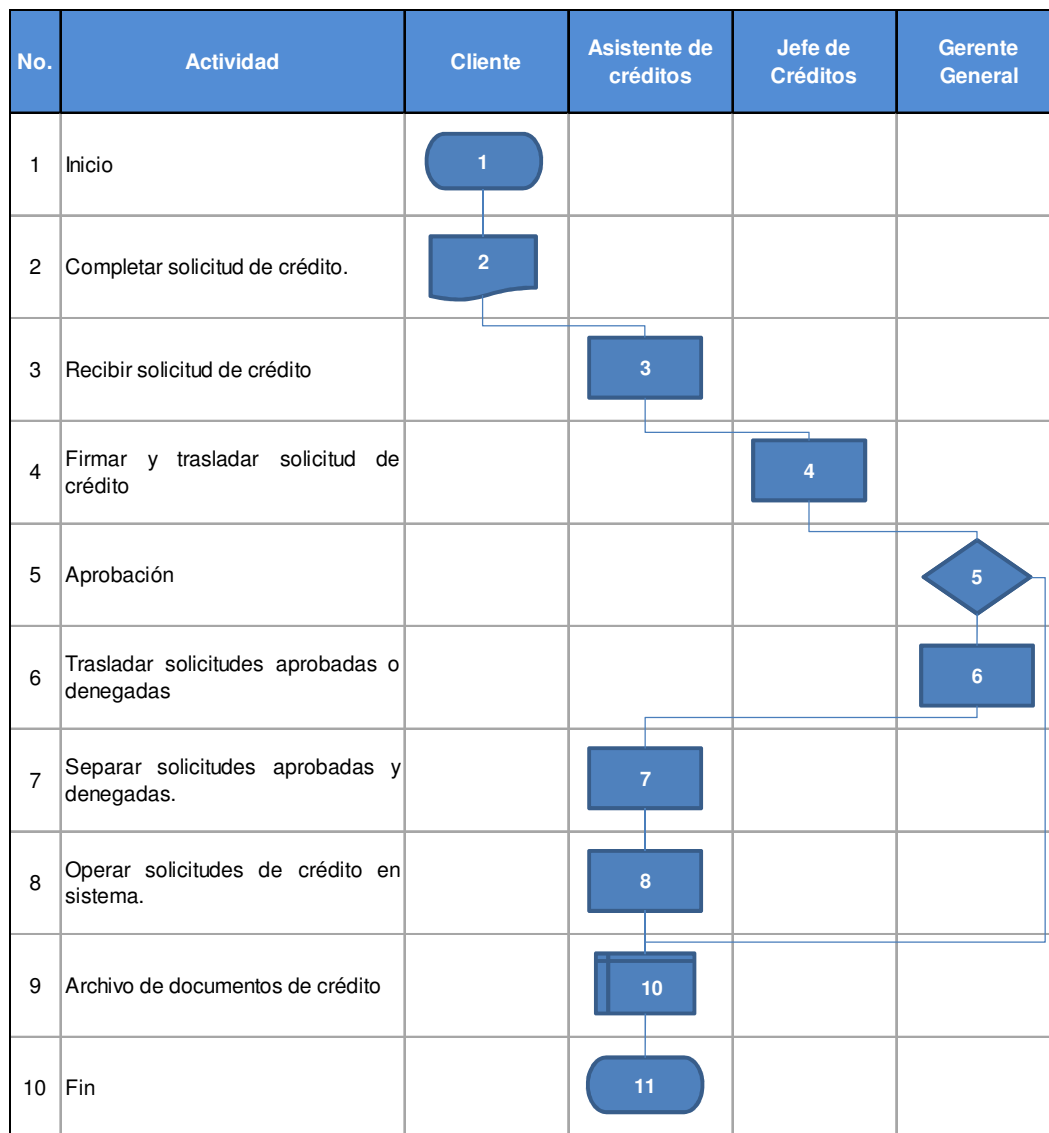 No. Actividad Cliente Asistente de créditos Jefe de Créditos Gerente General
1 Inicio 1
2 Completar solicitud de crédito. 2
3 Recibir solicitud de crédito 3
4 Firmar y trasladar solicitud de
crédito 4
5 Aprobación 5
6 Trasladar solicitudes aprobadas o
denegadas 6
7 Separar solicitudes aprobadas y
denegadas. 7
8 Operar solicitudes de crédito en
sistema. 8
9 Archivo de documentos de crédito 10
10 Fin 11